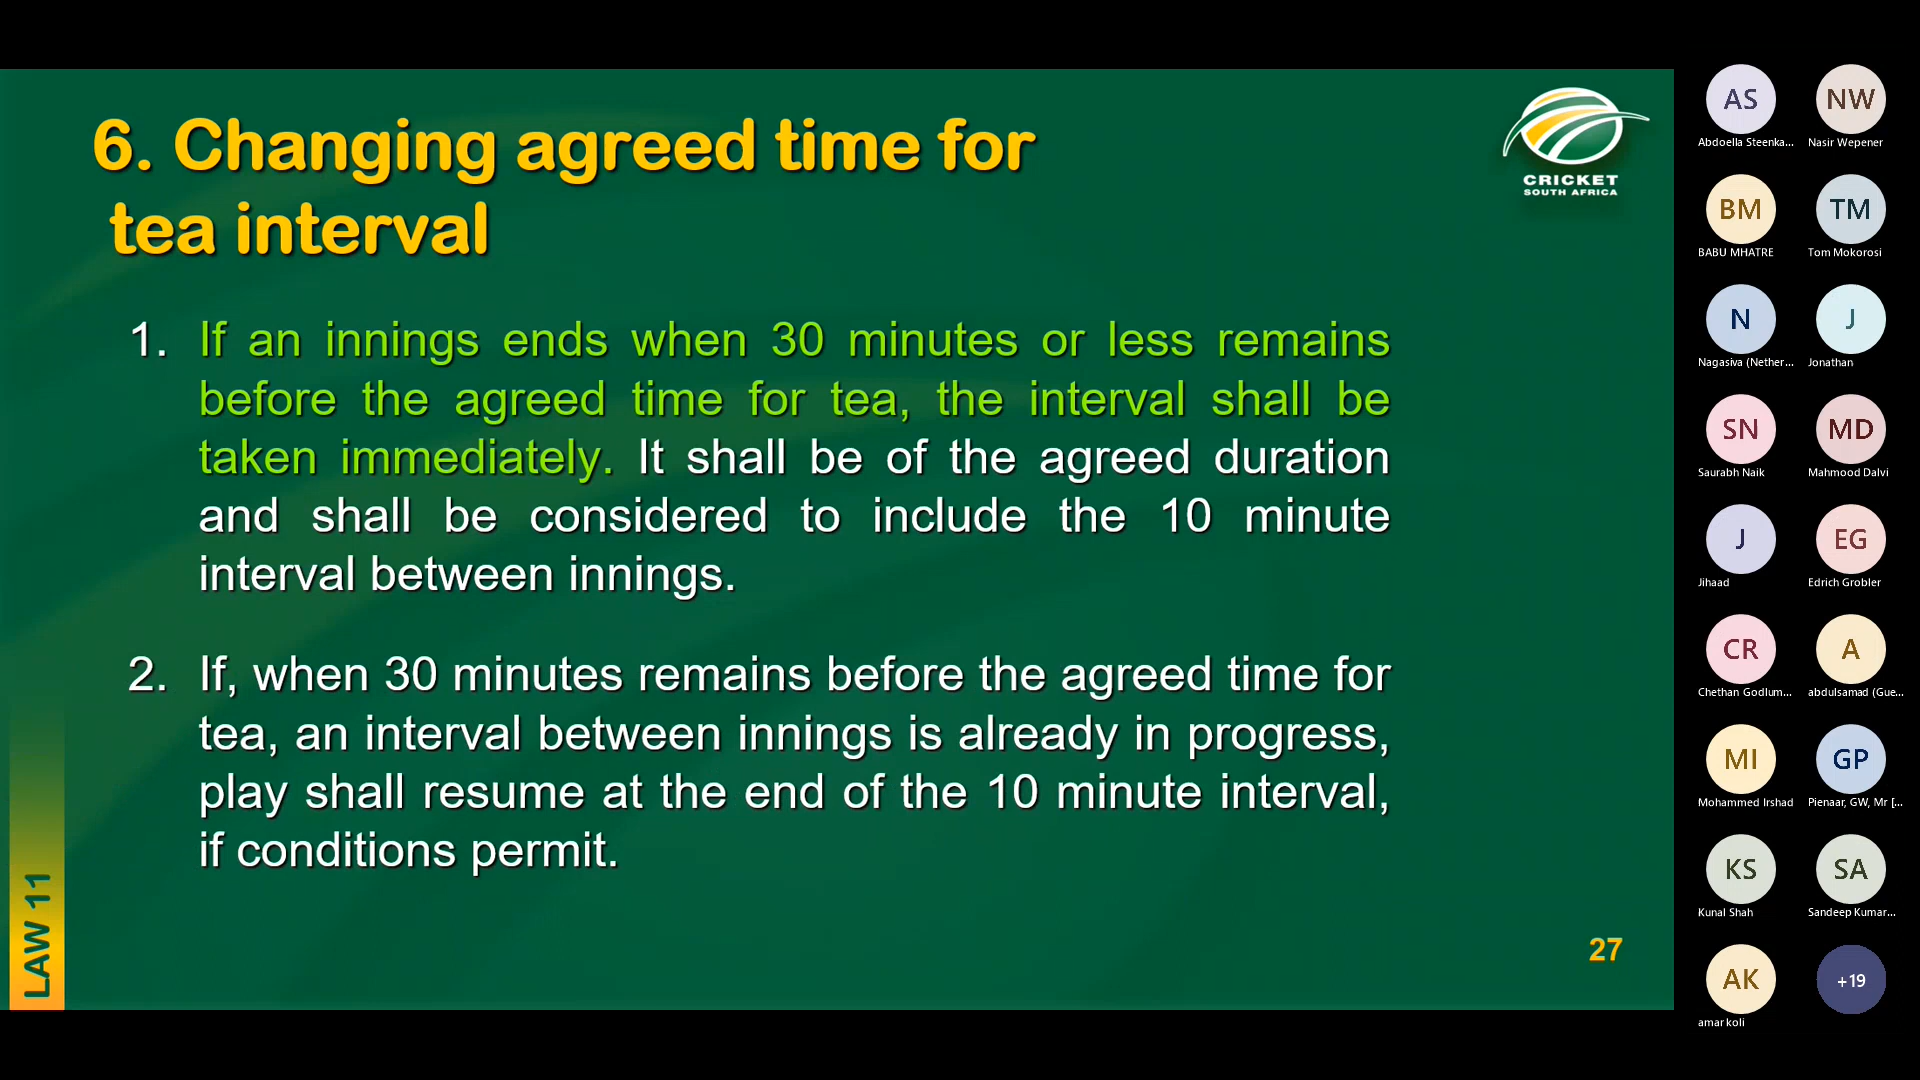 6. Changing agreed time for
tea interval
CRICKET
SOUTH AFRICA
1. If an innings ends when 30 minutes or less remains
before the agreed time for tea, the interval shall be
taken immediately. It shall be of the agreed duration
and shall be considered to include the 10 minute
interval between innings.
2. If, when 30 minutes remains before the agreed time for
tea, an interval between innings is already in progress,
play shall resume at the end of the 10 minute interval,
if conditions permit.
LAW 11
27
AS
NW
Abdoella Steenka...
Nasir Wepener
BM
TM
BABU MHATRE
Tom Mokorosi
N
J
Nagasiva (Nether...
Jonathan
SN
MD
Saurabh Naik
Mahmood Dalvi
J
EG
Jihaad
Edrich Grobler
CR
A
Chethan Godlum...
abdulsamad (Gue...
MI
GP
Mohammed Irshad
Pienaar, GW, Mr [...
KS
SA
Kunal Shah
Sandeep Kumar...
AK
+19
amar koli